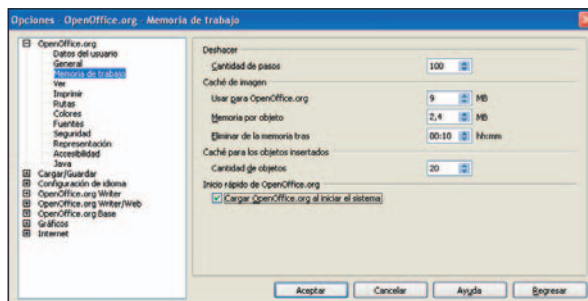 Opciones - OpenOffice.org - Memoria de trabajo
OpenOffice.org
Datos del usuario
General
Memoria de trabajo
Ver
Imprimir
Rutas
Colores
Fuentes
Seguridad
Representación
Accesibilidad
Java
Cargar/Guardar
Configuración de idioma
OpenOffice.org Writer
OpenOffice.org Writer/Web
OpenOffice.org Base
Gráficos
Internet
Deshacer
Cantidad de pasos 100
Caché de imagen
Usar para OpenOffice.org 9 MB
Memoria por objeto 2,4 MB
Eliminar de la memoria tras 00:10 hh:mm
Caché para los objetos insertados
Cantidad de objetos 20
Inicio rápido de OpenOffice.org
Cargar OpenOffice.org al iniciar el sistema
Aceptar Cancelar Ayuda Regresar